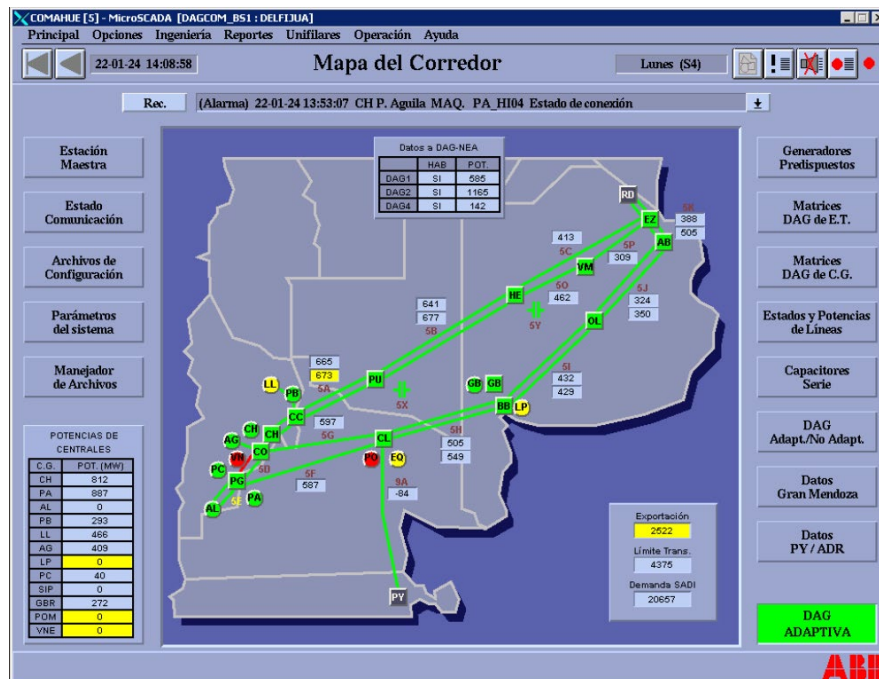 COMAHUE [5] - MicroSCADA [DAGCOM_BS1 : DELFIJUA]
Principal Opciones Ingeniería Reportes Unifilares Operación Ayuda
22-01-24 14:08:58
Mapa del Corredor
Lunes (S4)
Rec.
(Alarma) 22-01-24 13:53:07 CH P. Aguila MAQ. PA_HI04 Estado de conexión
Estación
Maestra
Estado
Comunicación
Archivos de
Configuración
Parámetros
del sistema
Manejador
de Archivos
POTENCIAS DE
CENTRALES
C.G. POT. (MW)
CH 812
PA 887
AL 0
PB 293
LL 466
AG 409
LP 0
PC 40
SIP 0
GBR 272
POM 0
VNE 0
Datos a DAG-NEA
HAB POT.
DAG1 SI 585
DAG2 SI 1165
DAG4 SI 142
RD
5K
388
505
EZ
AB
413
5C
5P
309
VM
5O
462
HE
5Y
5J
324
350
OL
641
677
5B
665
673
5A
PU
5X
LL
PB
CC
597
5G
CH
CH
AG
CO
VN
5D
PC
PG
5E
PA
AL
5F
587
CL
PO
EQ
9A
-84
PY
GB
GB
BB
LP
5I
432
429
5H
505
549
Exportación
2522
Límite Trans.
4375
Demanda SADI
20657
Generadores
Predispuestos
Matrices
DAG de E.T.
Matrices
DAG de C.G.
Estados y Potencias
de Líneas
Capacitores
Serie
DAG
Adapt./No Adapt.
Datos
Gran Mendoza
Datos
PY / ADR
DAG
ADAPTIVA
ABB